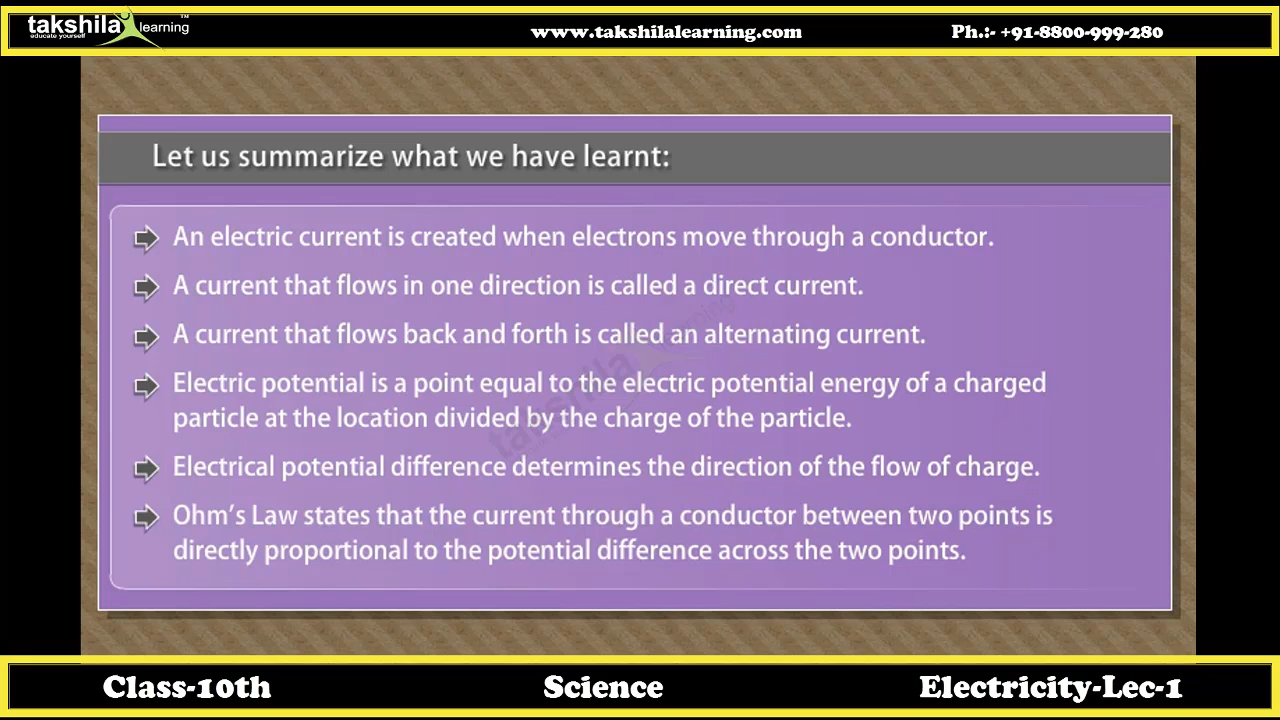 takshila learning™
educate yourself
www.takshilalearning.com
Ph.:- +91-8800-999-280
Let us summarize what we have learnt:
An electric current is created when electrons move through a conductor.
A current that flows in one direction is called a direct current.
A current that flows back and forth is called an alternating current.
Electric potential is a point equal to the electric potential energy of a charged
particle at the location divided by the charge of the particle.
Electrical potential difference determines the direction of the flow of charge.
Ohm's Law states that the current through a conductor between two points is
directly proportional to the potential difference across the two points.
takshila learning
Class-10th
Science
Electricity-Lec-1